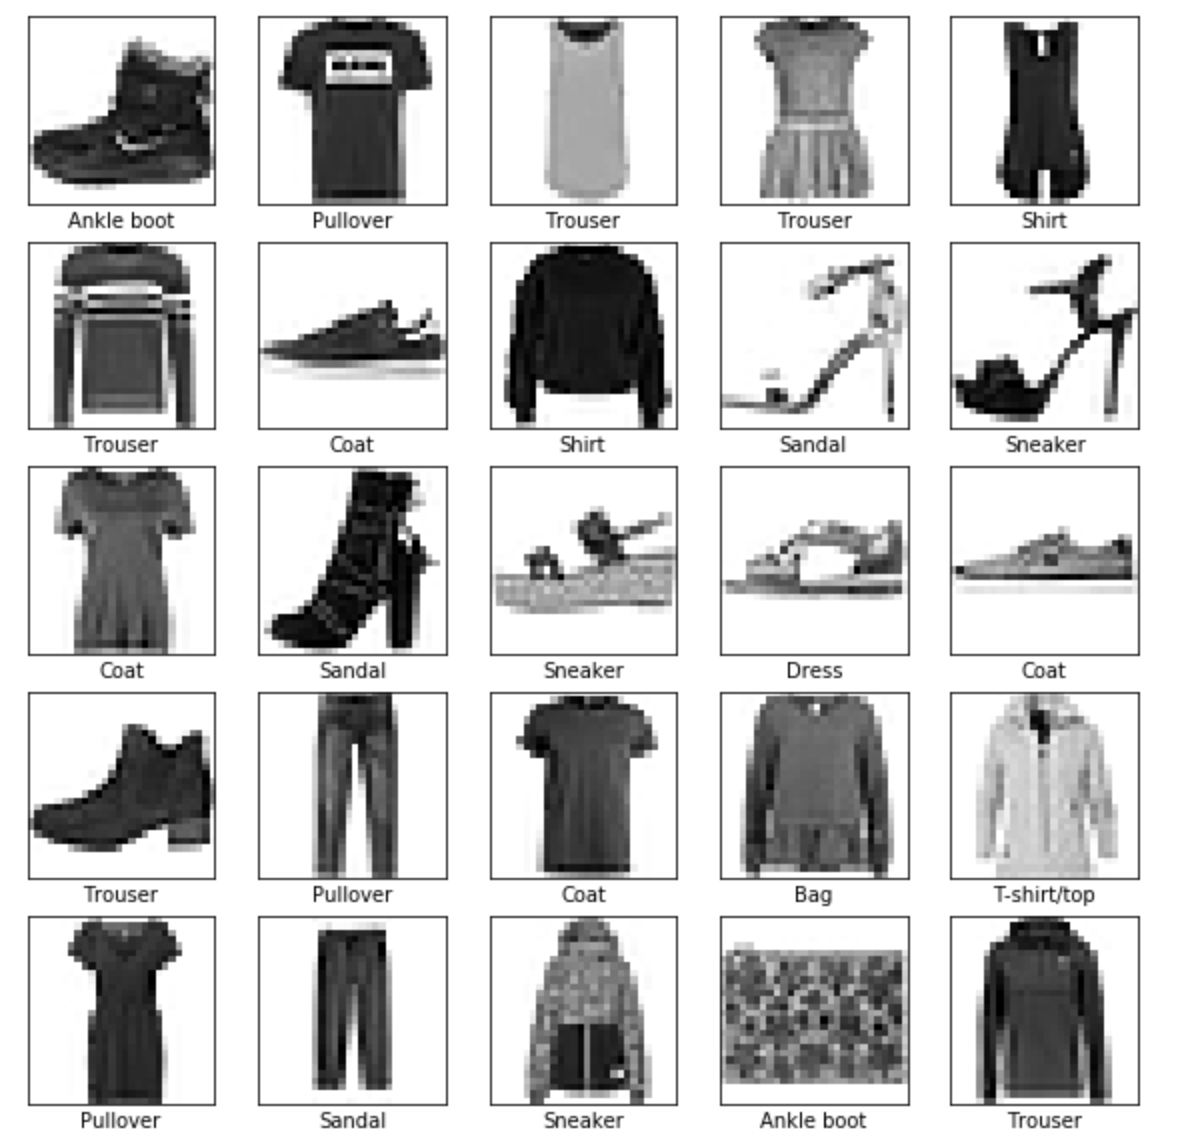 Ankle boot
Pullover
Trouser
Trouser
Shirt
Trouser
Coat
Shirt
Sandal
Sneaker
Coat
Sandal
Sneaker
Dress
Coat
Trouser
Pullover
Coat
Bag
T-shirt/top
Pullover
Sandal
Sneaker
Ankle boot
Trouser